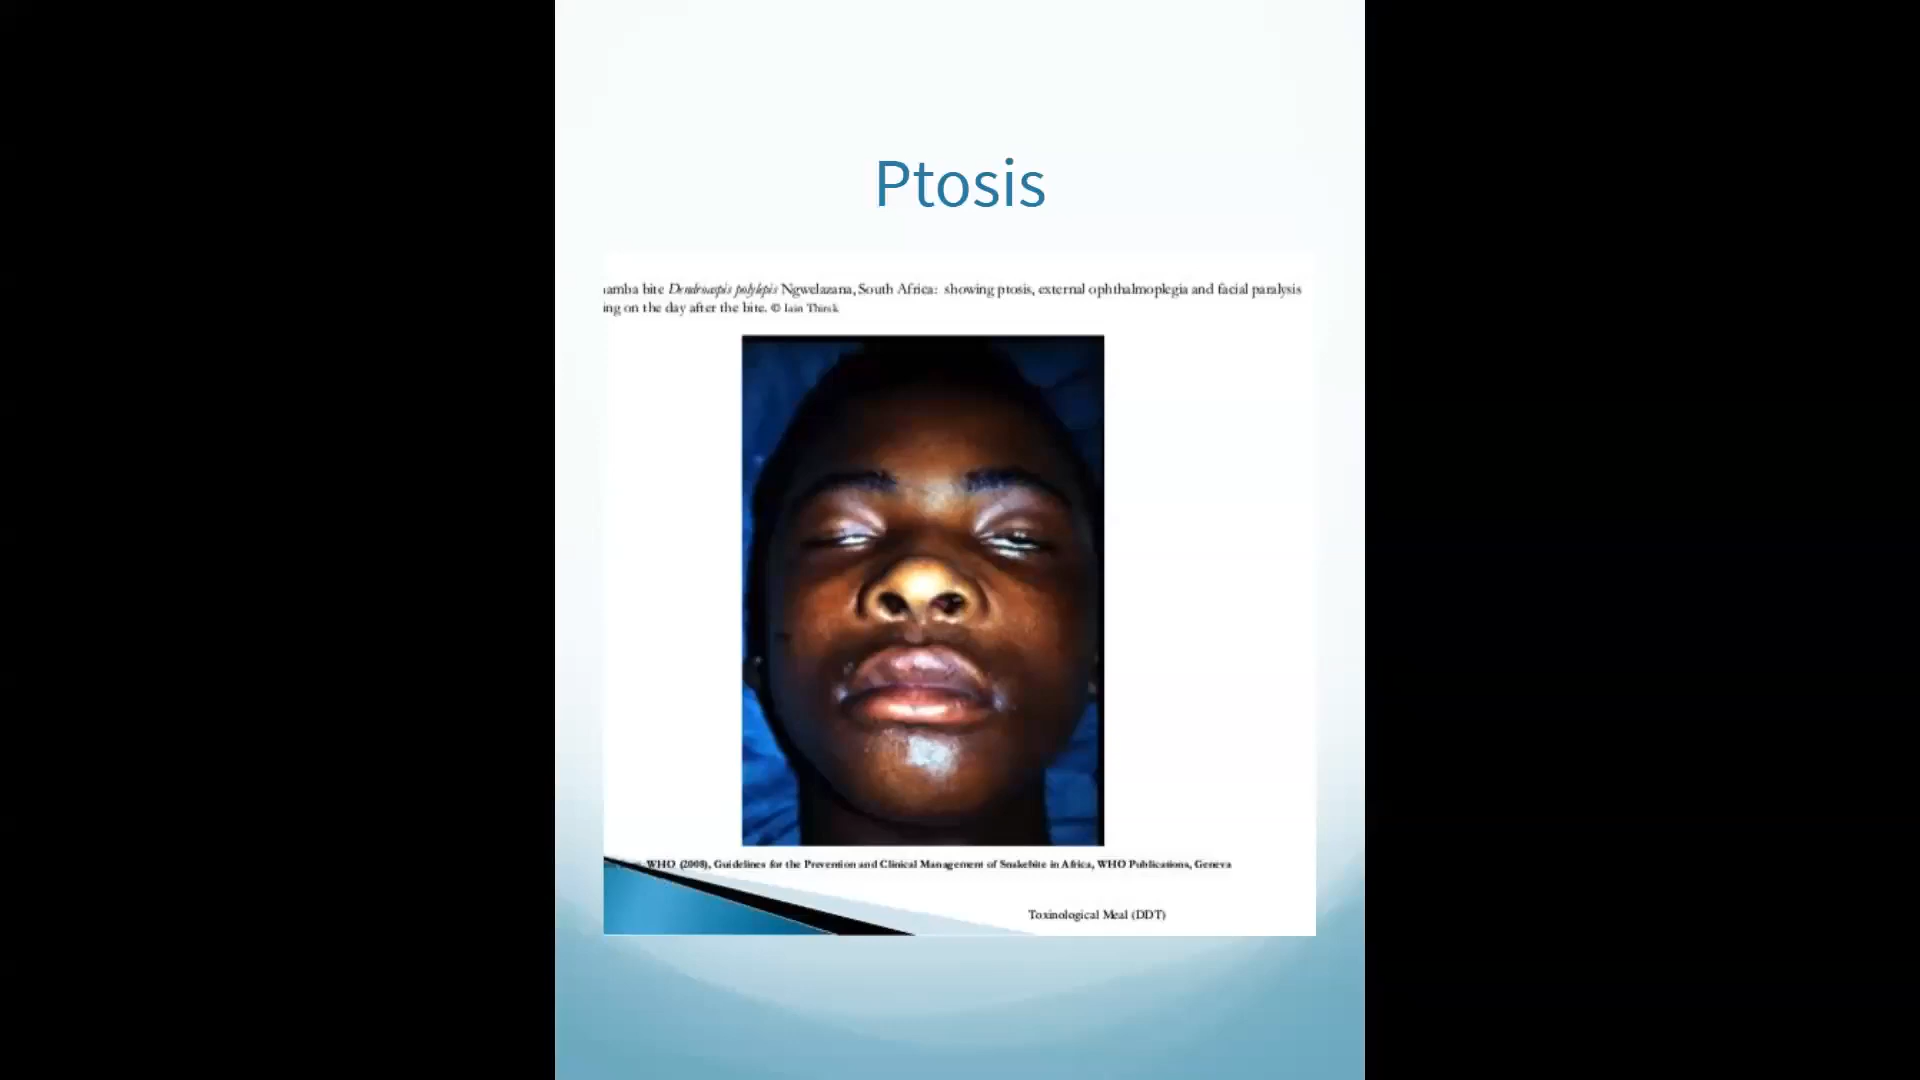 Ptosis
amba bite Dendroaspis polylepis Ngwelazana, South Africa: showing ptosis, external ophthalmoplegia and facial paralysis
ing on the day after the bite. © Iain Thirsk
WHO (2008), Guidelines for the Prevention and Clinical Management of Snakebite in Africa, WHO Publications, Geneva
Toxinological Meal (DDT)